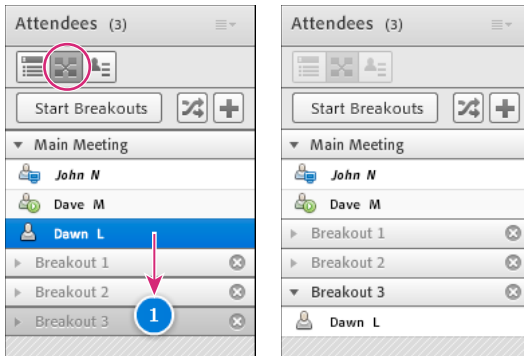 Attendees (3)
Start Breakouts
Main Meeting
John N
Dave M
Dawn L
Breakout 1
Breakout 2
1
Breakout 3
Attendees (3)
Start Breakouts
Main Meeting
John N
Dave M
Breakout 1
Breakout 2
Breakout 3
Dawn L